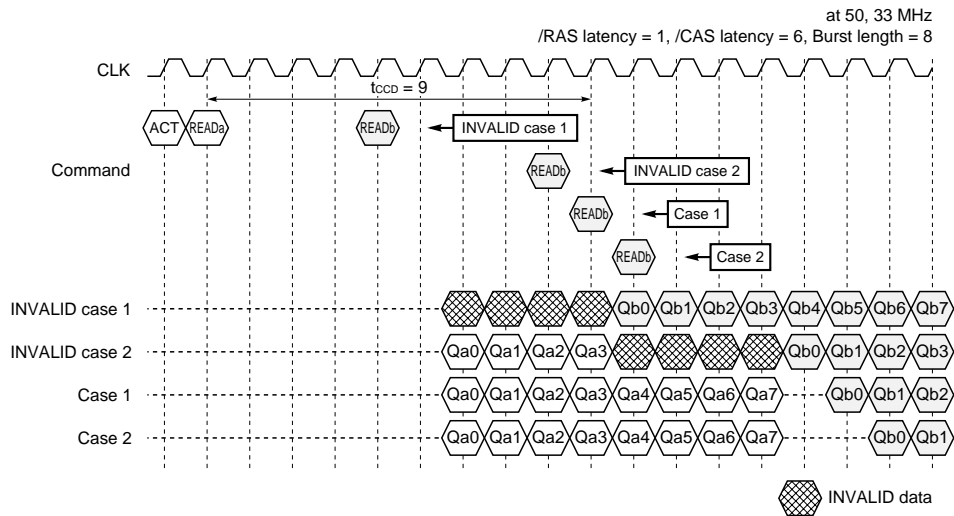 at 50, 33 MHz
/RAS latency = 1, /CAS latency = 6, Burst length = 8
CLK
tCCD = 9
ACT READa READb INVALID case 1
Command READb INVALID case 2
READb Case 1
READb Case 2
INVALID case 1 Qb0 Qb1 Qb2 Qb3 Qb4 Qb5 Qb6 Qb7
INVALID case 2 Qa0 Qa1 Qa2 Qa3 Qb0 Qb1 Qb2 Qb3
Case 1 Qa0 Qa1 Qa2 Qa3 Qa4 Qa5 Qa6 Qa7 Qb0 Qb1 Qb2
Case 2 Qa0 Qa1 Qa2 Qa3 Qa4 Qa5 Qa6 Qa7 Qb0 Qb1
INVALID data